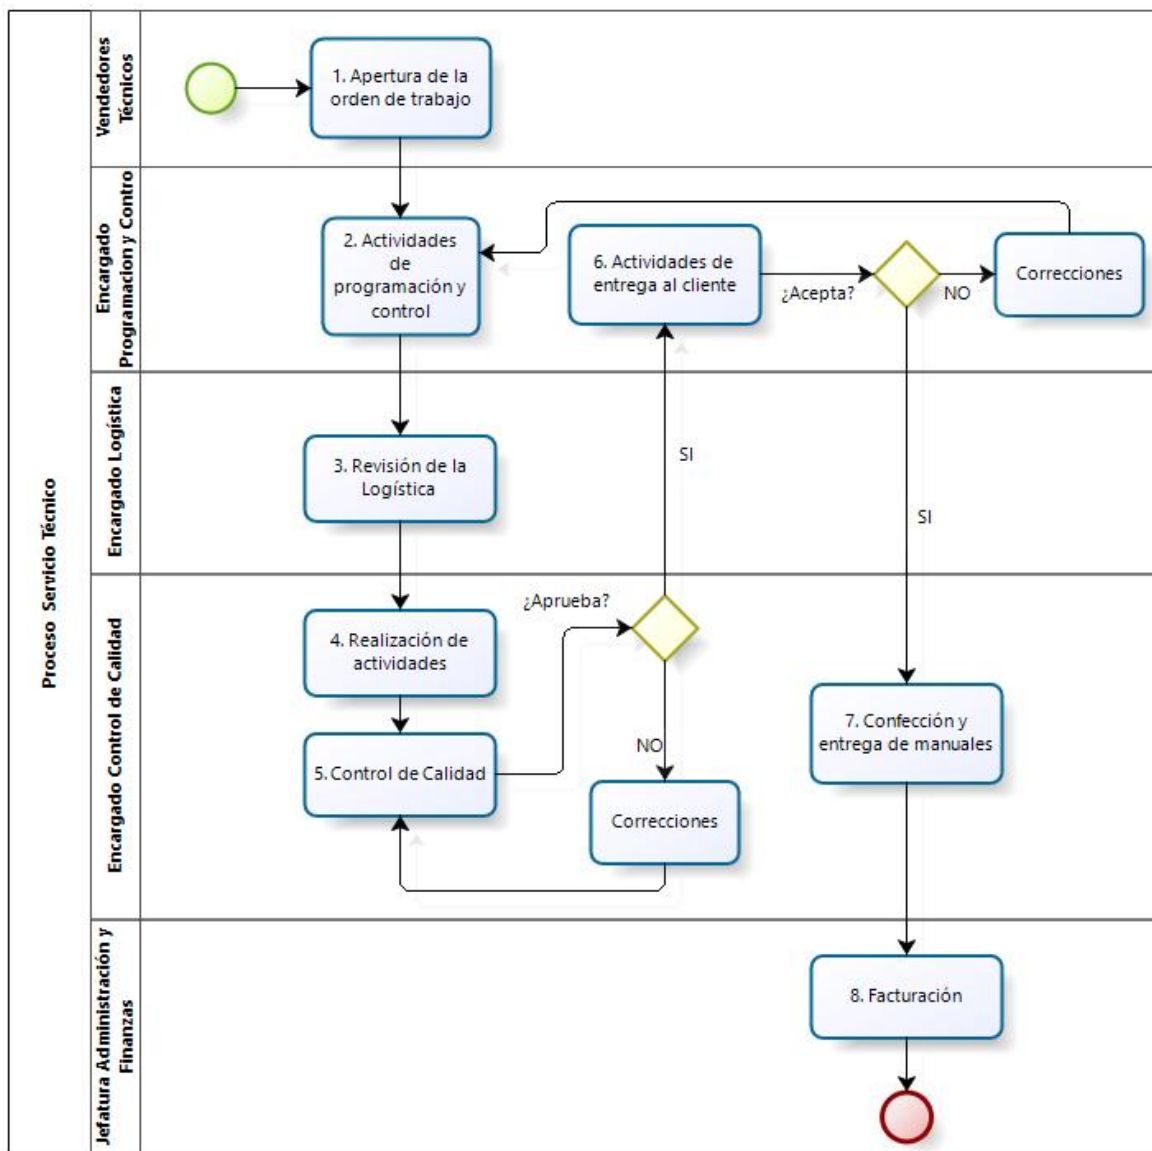 Proceso Servicio Técnico
Vendedores
Técnicos
1. Apertura de la
orden de trabajo
Encargado
Programacion y Contro
2. Actividades
de
programación y
control
6. Actividades de
entrega al cliente
¿Acepta?
NO
Correcciones
SI
Encargado Logística
3. Revisión de la
Logística
SI
Encargado Control de Calidad
4. Realización de
actividades
¿Aprueba?
5. Control de Calidad
NO
Correcciones
7. Confección y
entrega de manuales
Jefatura Administración y
Finanzas
8. Facturación